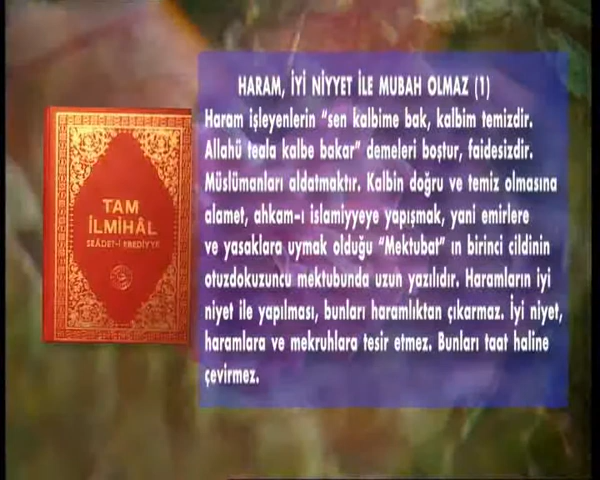 HARAM, İYİ NİYYET İLE MUBAH OLMAZ (1)
Haram işleyenlerin "sen kalbime bak, kalbim temizdir.
Allahü teala kalbe bakar" demeleri boştur, faidesizdir.
Müslümanları aldatmaktır. Kalbin doğru ve temiz olmasına
alamet, ahkam-ı islamiyyeye yapışmak, yani emirlere
ve yasaklara uymak olduğu "Mektubat" ın birinci cildinin
otuzdokuzuncu mektubunda uzun yazılıdır. Haramların iyi
niyet ile yapılması, bunları haramlıktan çıkarmaz. İyi niyet,
haramlara ve mekruhlara tesir etmez. Bunları taat haline
çevirmez.
TAM
İLMİHÂL
SEÂDET-İ EBEDİYYE